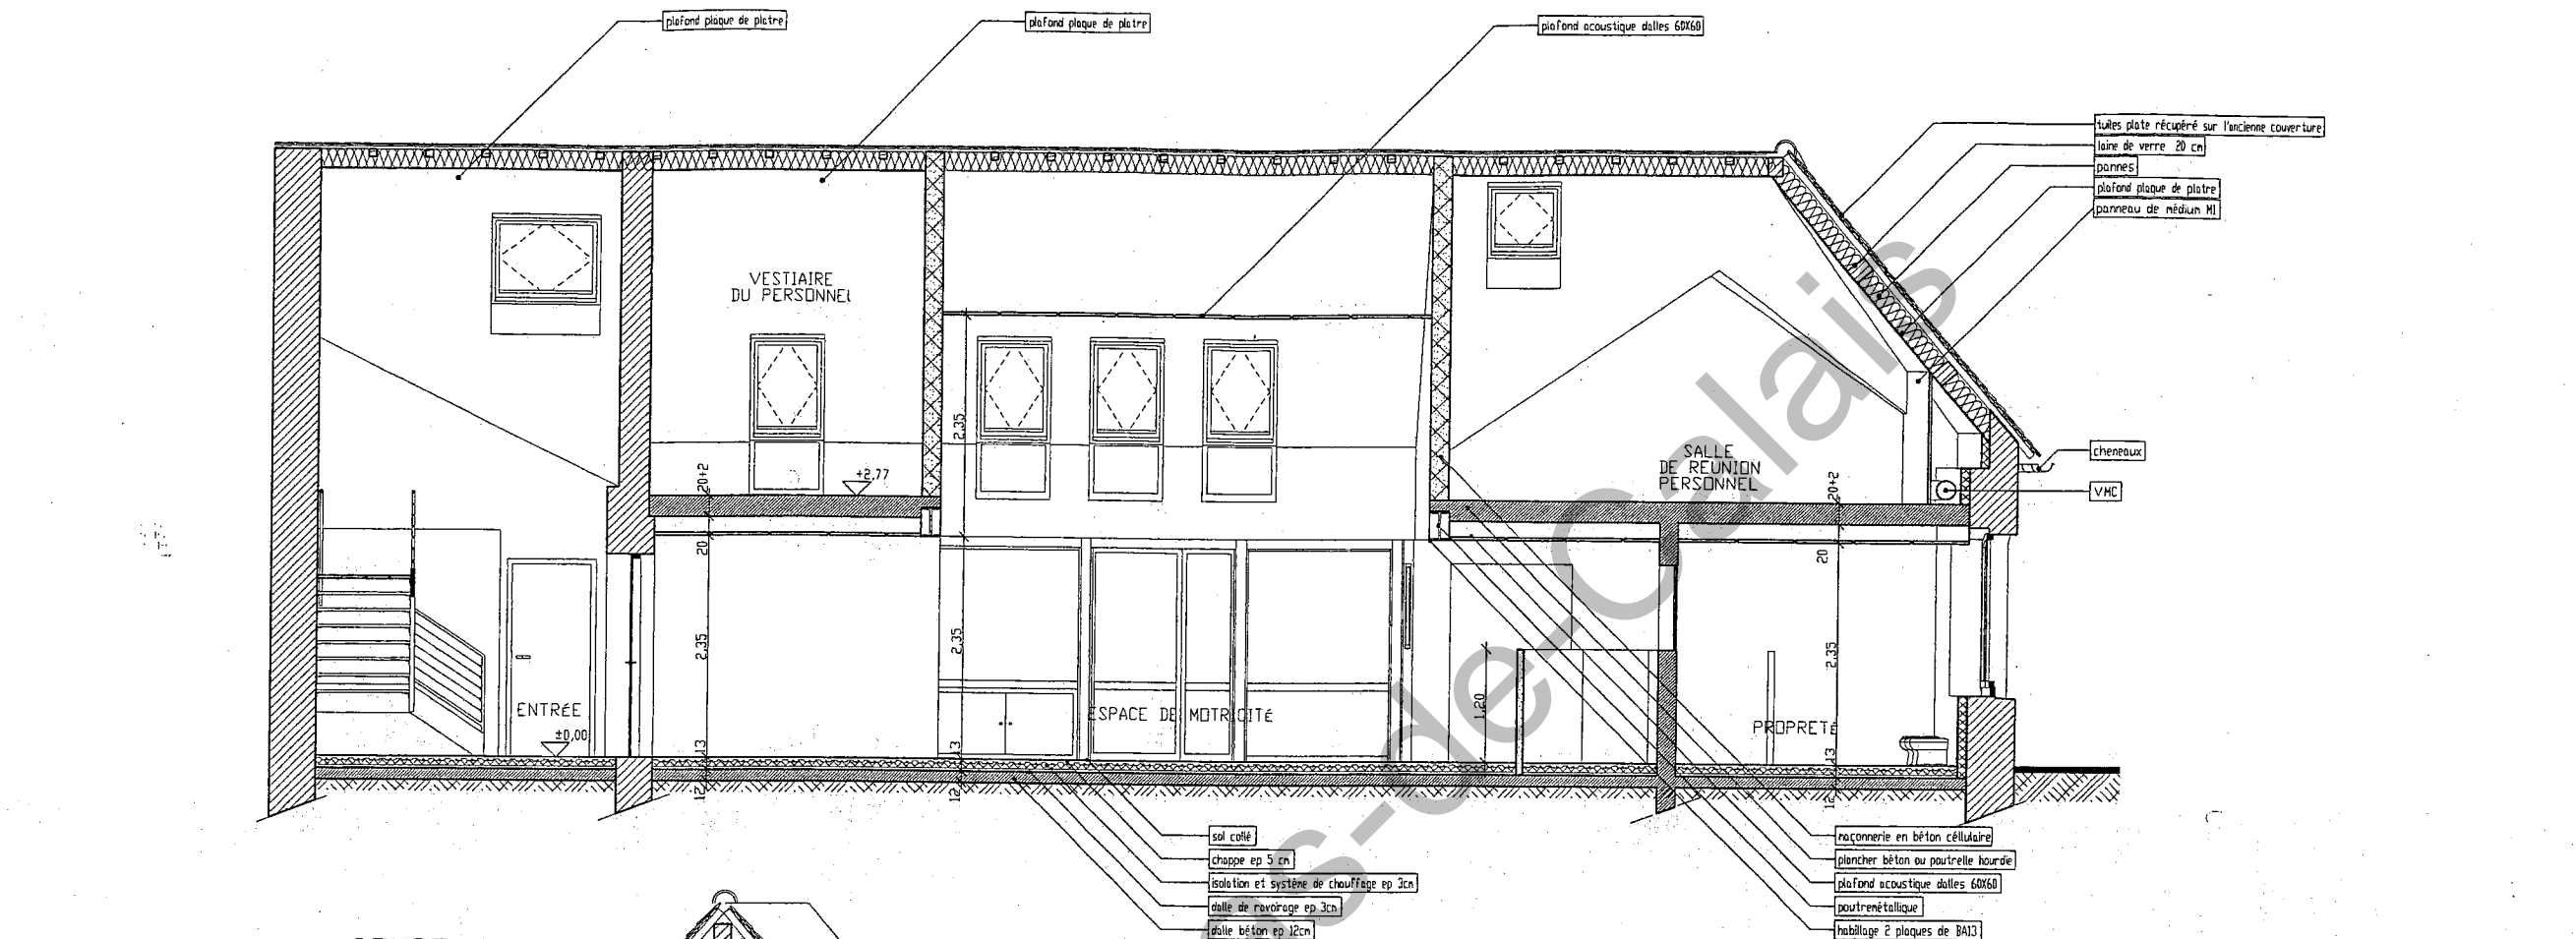 plafond plaque de platre
plafond plaque de platre
plafond acoustique dalles 60X60
tuiles plate récupéré sur l'ancienne couverture
laine de verre 20 cm
pannes
plafond plaque de platre
panneau de médium M1
VESTIAIRE
DU PERSONNEL
2,35
20+2
+2,77
SALLE
DE REUNION
PERSONNEL
20+2
cheneaux
VMC
20
20
2,35
2,35
2,35
1,20
ENTRÉE
±0,00
ESPACE DE MOTRICITÉ
PROPRETÉ
13
13
13
12
12
12
sol collé
chappe ep 5 cm
isolation et système de chauffage ep 3cm
dalle de ravoirage ep 3cm
dalle béton ep 12cm
maçonnerie en béton céllulaire
plancher béton ou poutrelle hourdie
plafond acoustique dalles 60X60
poutremétallique
habillage 2 plaques de BA13
as-de-Calais